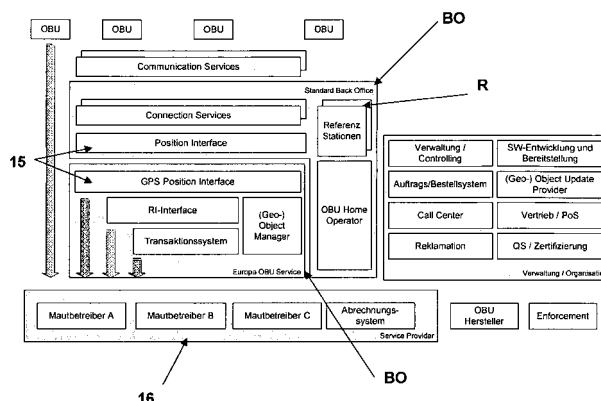 OBU
OBU
OBU
OBU
BO
Communication Services
Standard Back Office
R
Connection Services
Referenz
Stationen
Position Interface
15
GPS Position Interface
RI-Interface
(Geo-)
Object
Manager
Transaktionssystem
OBU Home
Operator
Europa OBU Service
Verwaltung /
Controlling
SW-Entwicklung und
Bereitstellung
Auftrags/Bestellsystem
(Geo-) Object Update
Provider
Call Center
Vertrieb / PoS
Reklamation
QS / Zertifizierung
Verwaltung / Organisation
Mautbetreiber A
Mautbetreiber B
Mautbetreiber C
Abrechnungs-
system
Service Provider
OBU
Hersteller
Enforcement
BO
16